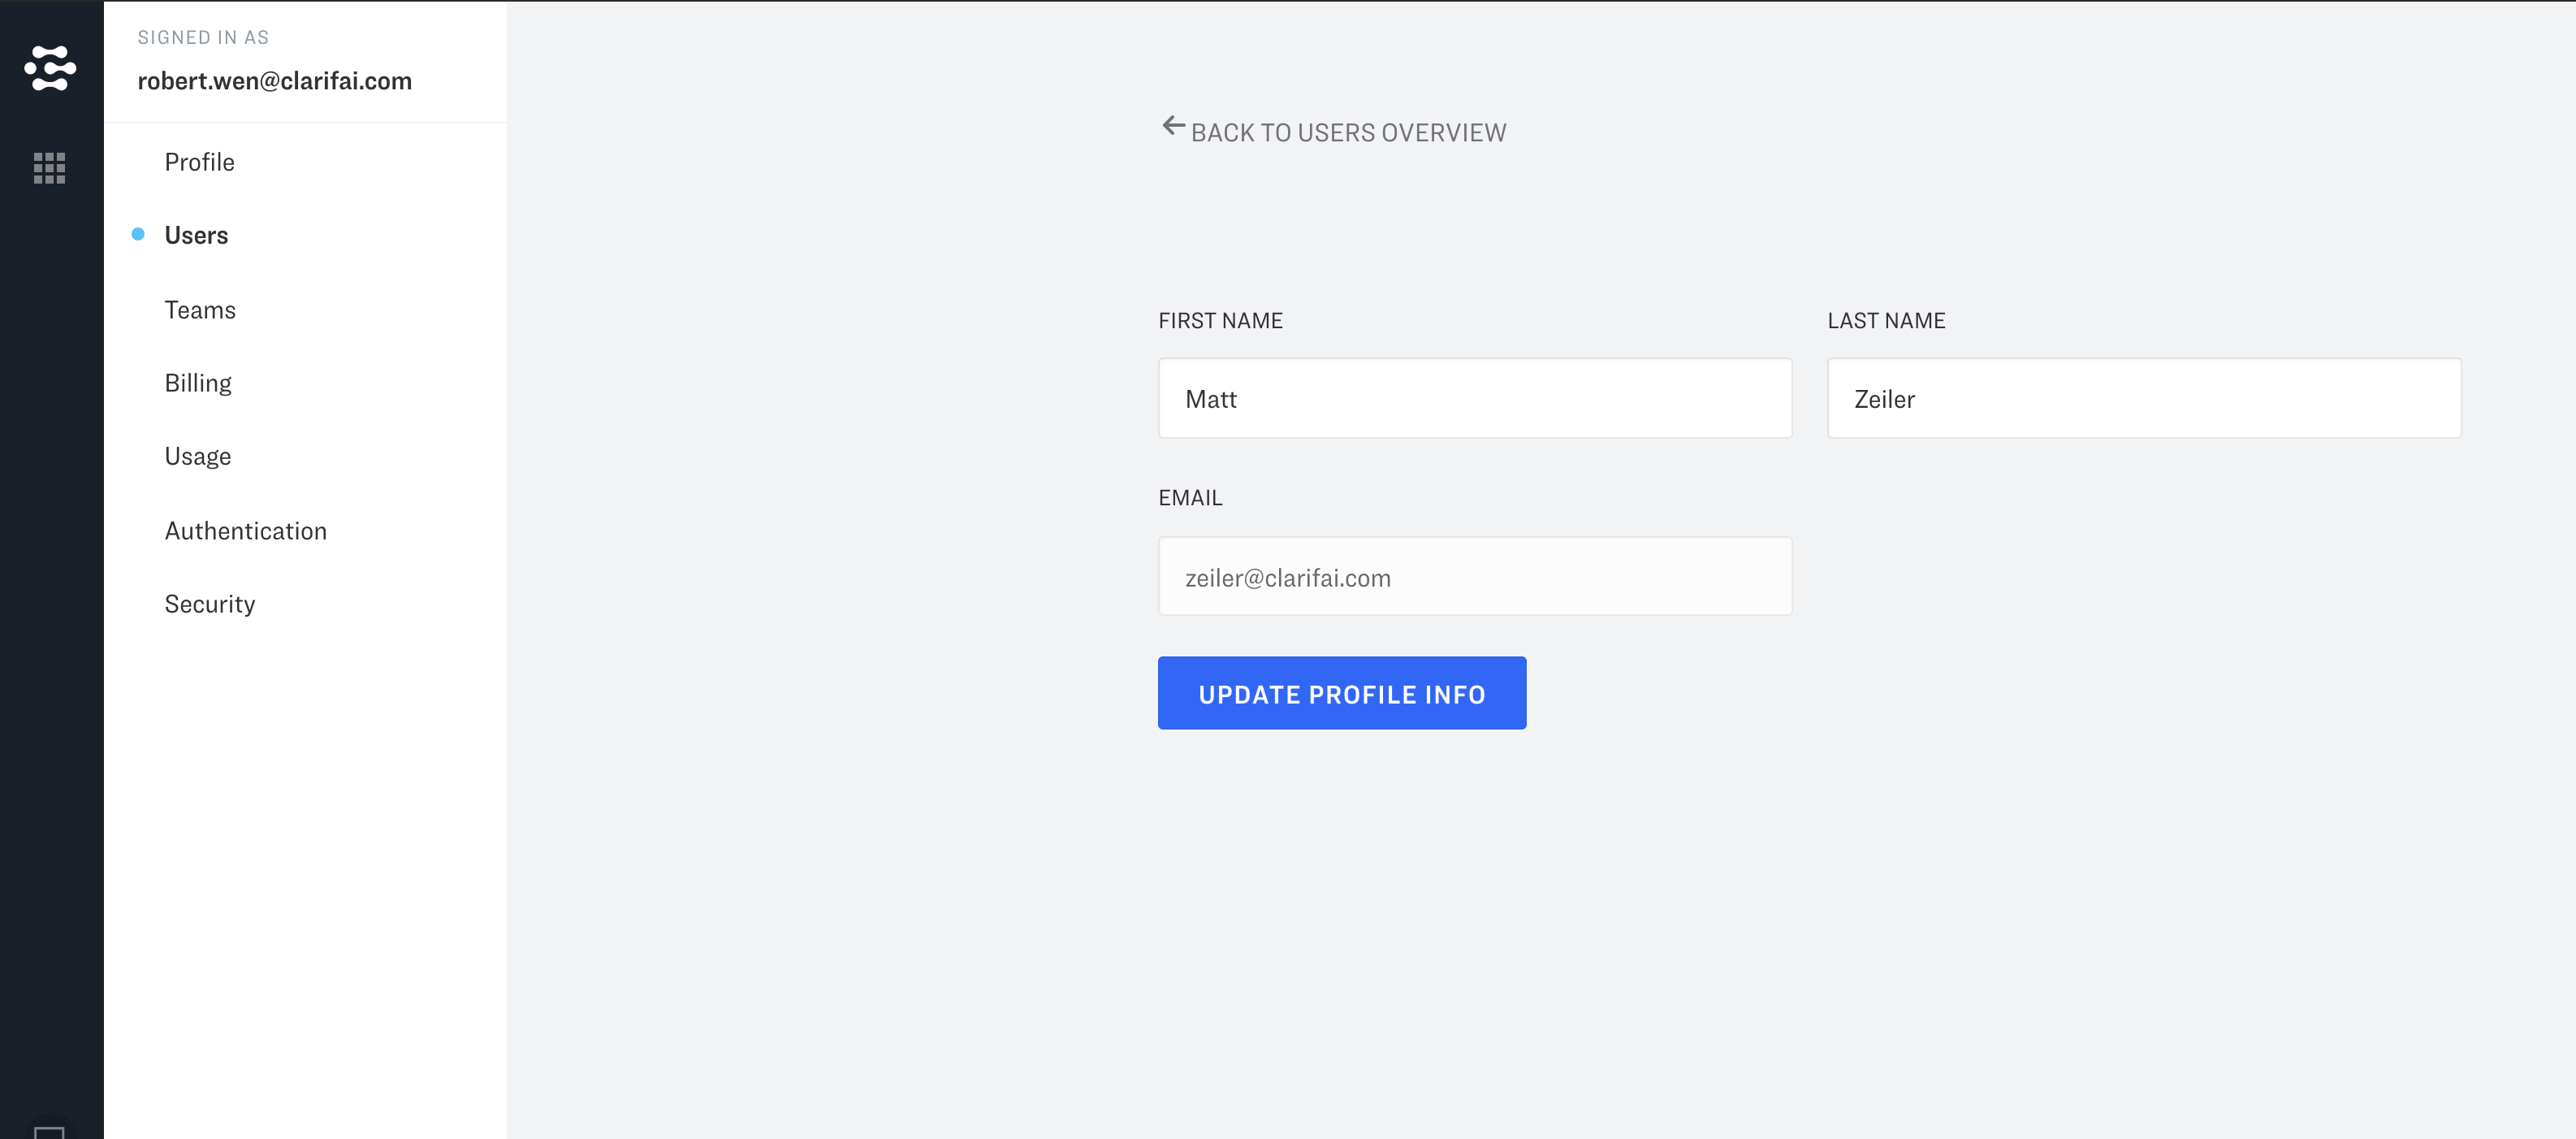 SIGNED IN AS
robert.wen@clarifai.com
Profile
Users
Teams
Billing
Usage
Authentication
Security
BACK TO USERS OVERVIEW
FIRST NAME
Matt
LAST NAME
Zeiler
EMAIL
zeiler@clarifai.com
UPDATE PROFILE INFO